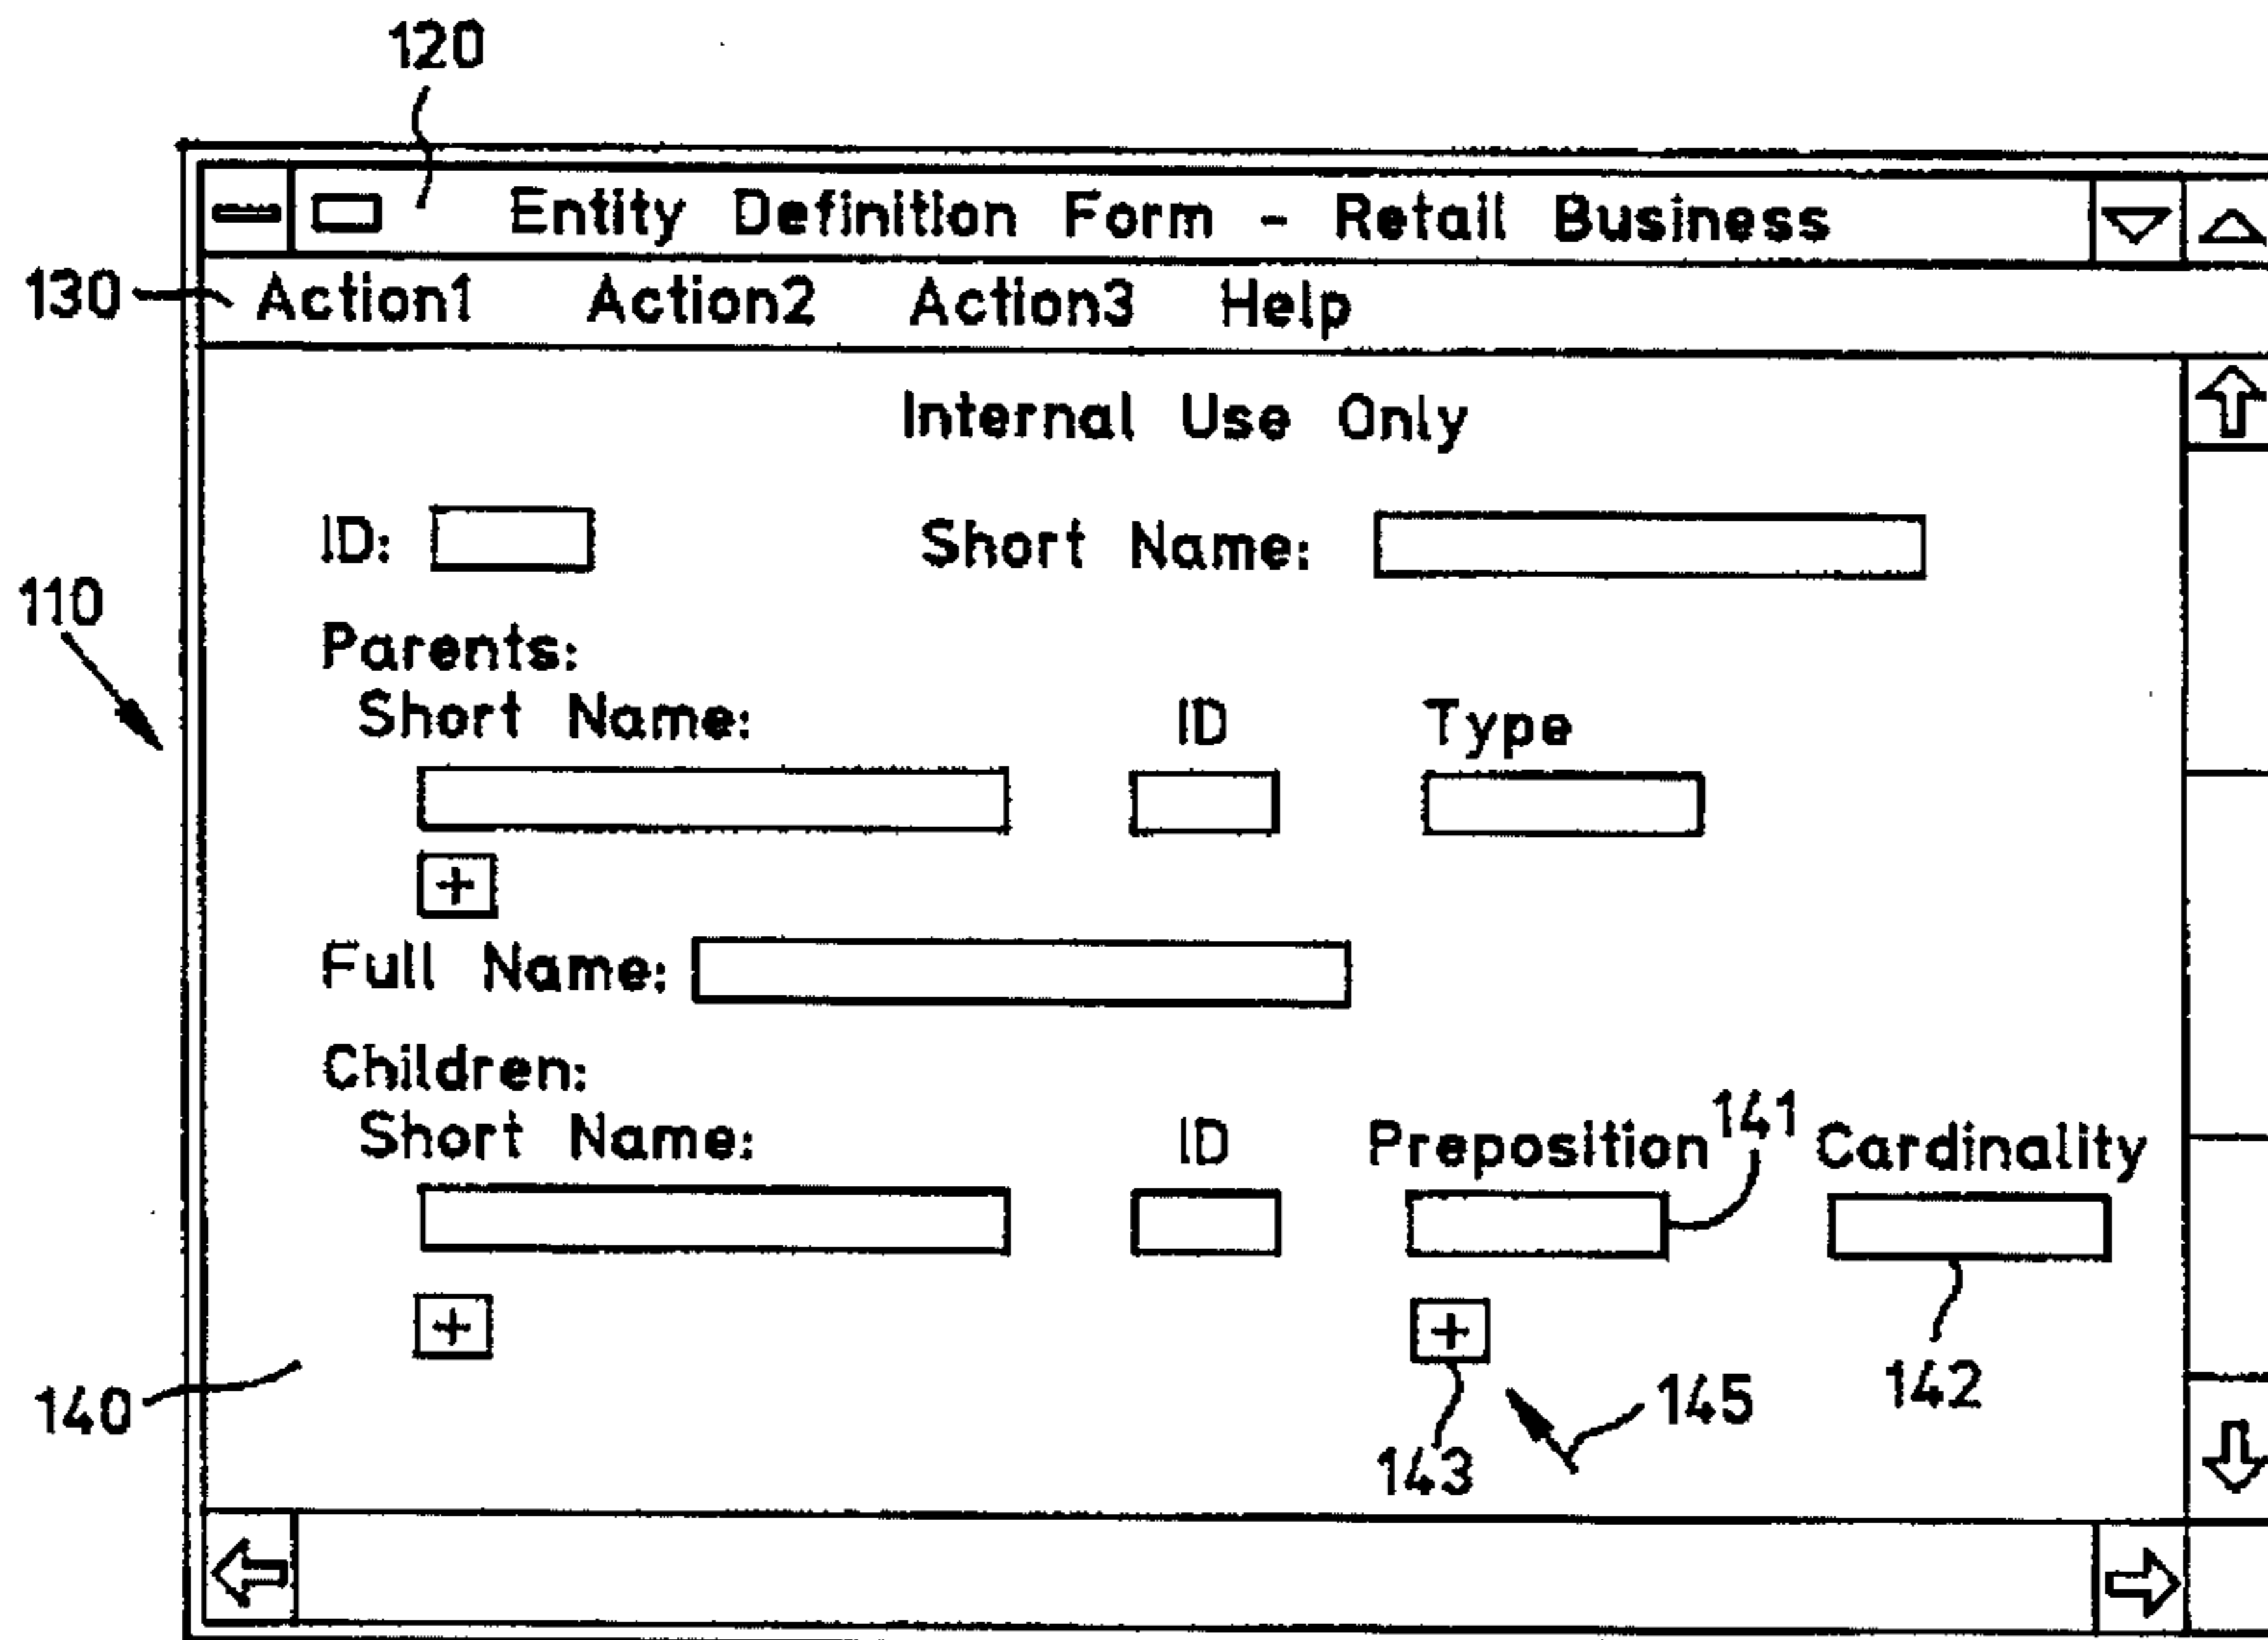 120
Entity Definition Form - Retail Business
130 Action1 Action2 Action3 Help
Internal Use Only
ID: Short Name:
110
Parents:
Short Name: ID Type
+
Full Name:
Children:
Short Name: ID Preposition 141 Cardinality
+ +
140 143 145 142